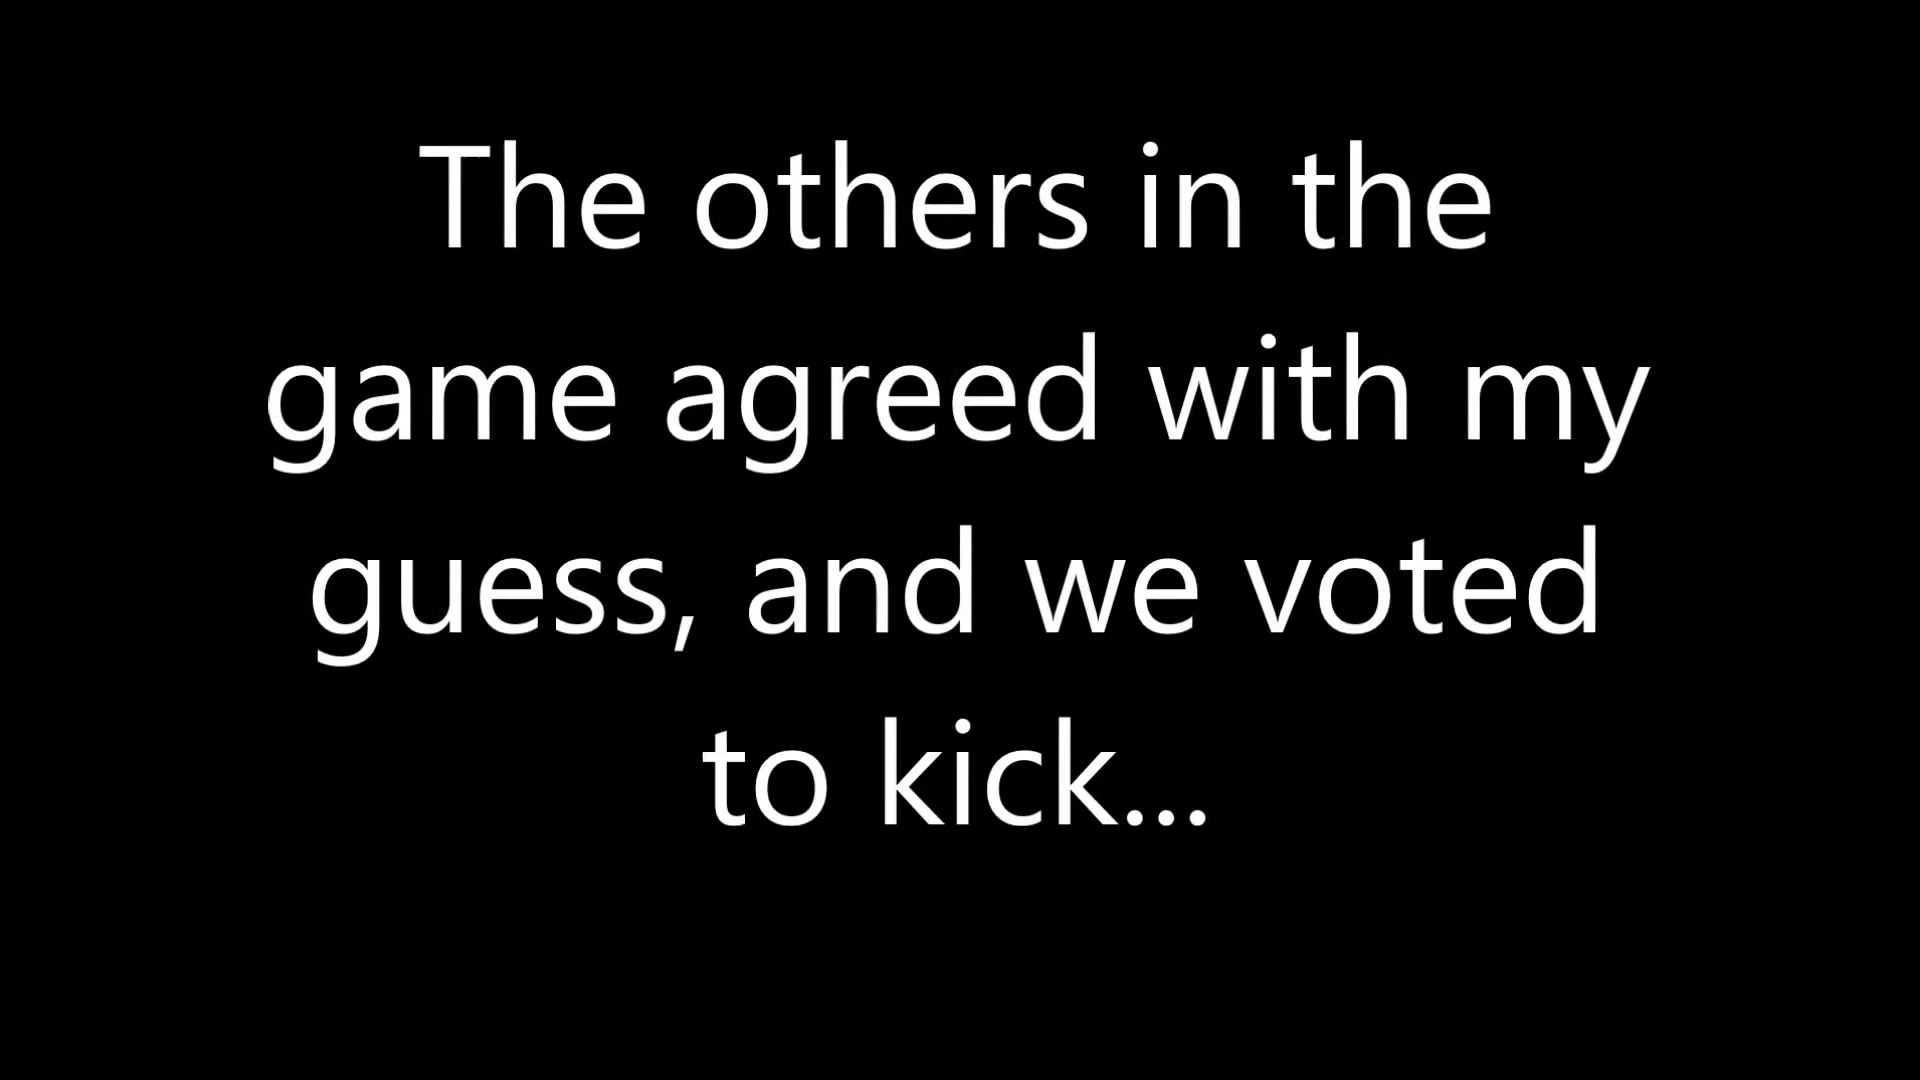 The others in the
game agreed with my
guess, and we voted
to kick...